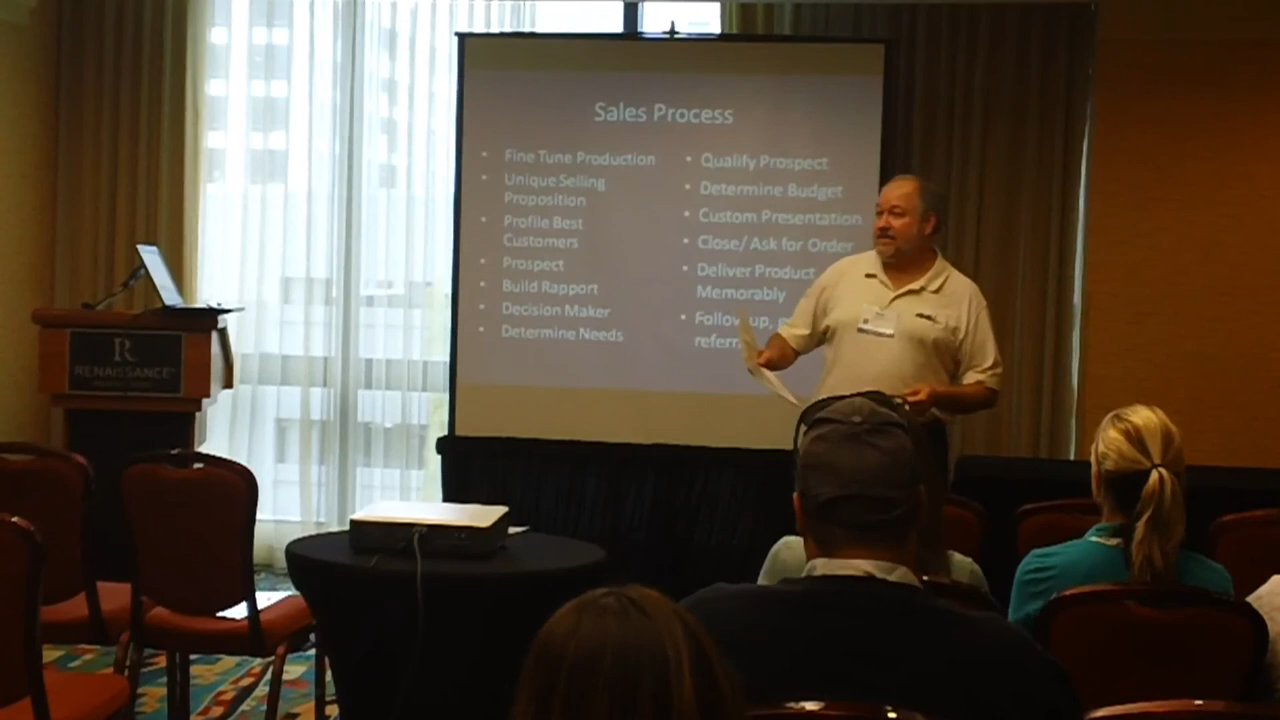 Sales Process
• Fine Tune Production
• Unique Selling
Proposition
• Profile Best
Customers
• Prospect
• Build Rapport
• Decision Maker
• Determine Needs
• Qualify Prospect
• Determine Budget
• Custom Presentation
• Close/ Ask for Order
• Deliver Product
Memorably
• Follow up,
referr
R
RENAISSANCE